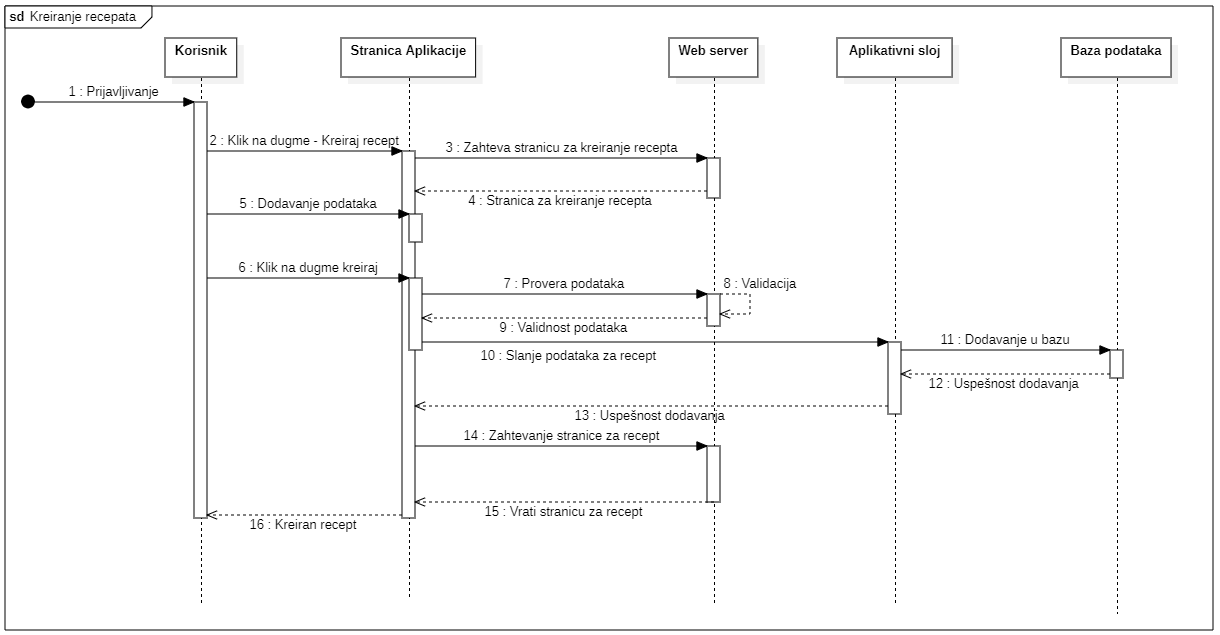 sd Kreiranje recepata
Korisnik
Stranica Aplikacije
Web server
Aplikativni sloj
Baza podataka
1 : Prijavljivanje
2 : Klik na dugme - Kreiraj recept
3 : Zahteva stranicu za kreiranje recepta
4 : Stranica za kreiranje recepta
5 : Dodavanje podataka
6 : Klik na dugme kreiraj
7 : Provera podataka
8 : Validacija
9 : Validnost podataka
10 : Slanje podataka za recept
11 : Dodavanje u bazu
12 : Uspešnost dodavanja
13 : Uspešnost dodavanja
14 : Zahtevanje stranice za recept
15 : Vrati stranicu za recept
16 : Kreiran recept